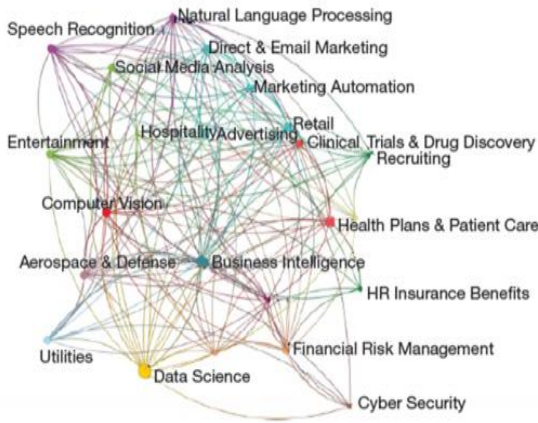 Natural Language Processing
Speech Recognition
Direct & Email Marketing
Social Media Analysis
Marketing Automation
Retail
Hospitality
Advertising
Clinical Trials & Drug Discovery
Entertainment
Recruiting
Computer Vision
Health Plans & Patient Care
Aerospace & Defense
Business Intelligence
HR Insurance Benefits
Utilities
Financial Risk Management
Data Science
Cyber Security